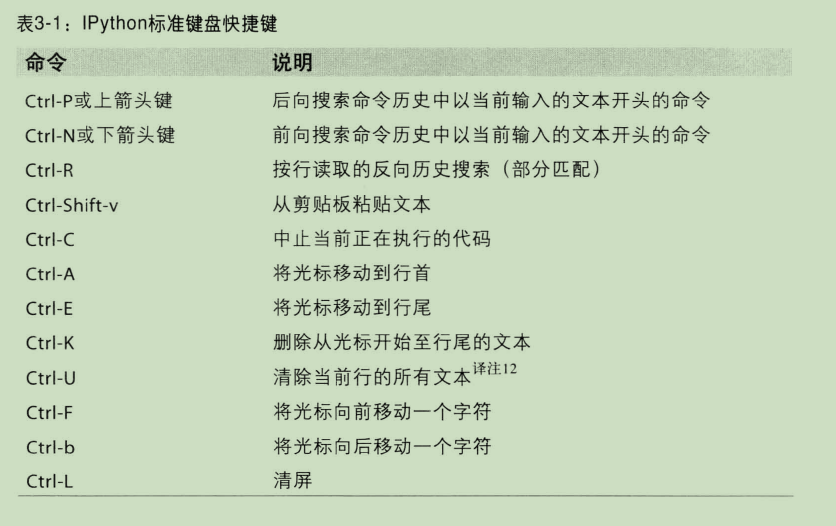 表3-1：IPython标准键盘快捷键
命令 说明
Ctrl-P或上箭头键 后向搜索命令历史中以当前输入的文本开头的命令
Ctrl-N或下箭头键 前向搜索命令历史中以当前输入的文本开头的命令
Ctrl-R 按行读取的反向历史搜索（部分匹配）
Ctrl-Shift-v 从剪贴板粘贴文本
Ctrl-C 中止当前正在执行的代码
Ctrl-A 将光标移动到行首
Ctrl-E 将光标移动到行尾
Ctrl-K 删除从光标开始至行尾的文本
Ctrl-U 清除当前行的所有文本译注12
Ctrl-F 将光标向前移动一个字符
Ctrl-b 将光标向后移动一个字符
Ctrl-L 清屏